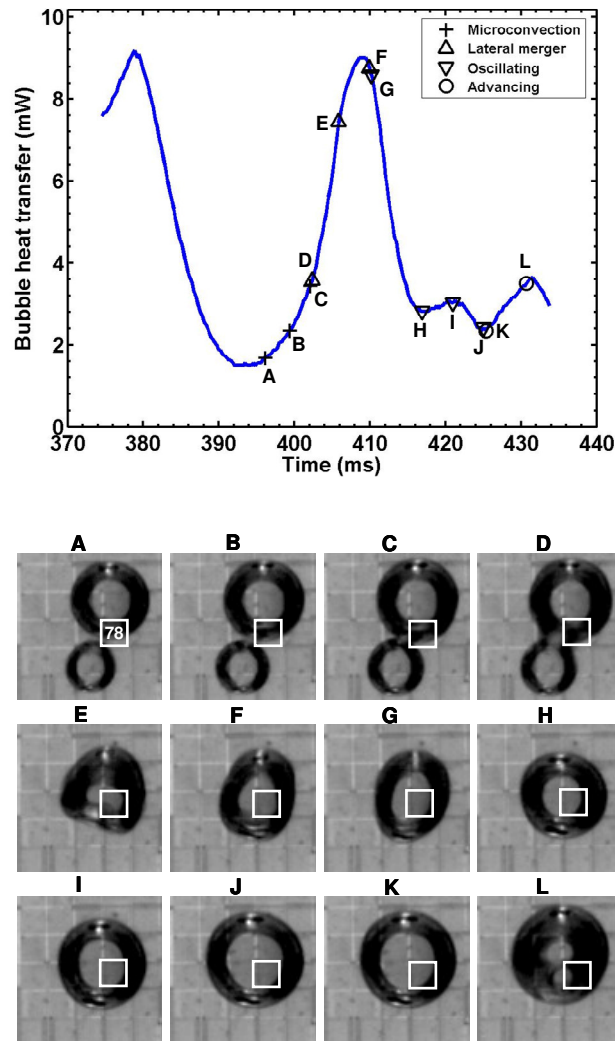 10
8
6
4
2
0
Bubble heat transfer (mW)
370 380 390 400 410 420 430 440
Time (ms)
Microconvection
Lateral merger
Oscillating
Advancing
A
B
C
D
E
F
G
H
I
J
K
L
A B C D
78
E F G H
I J K L